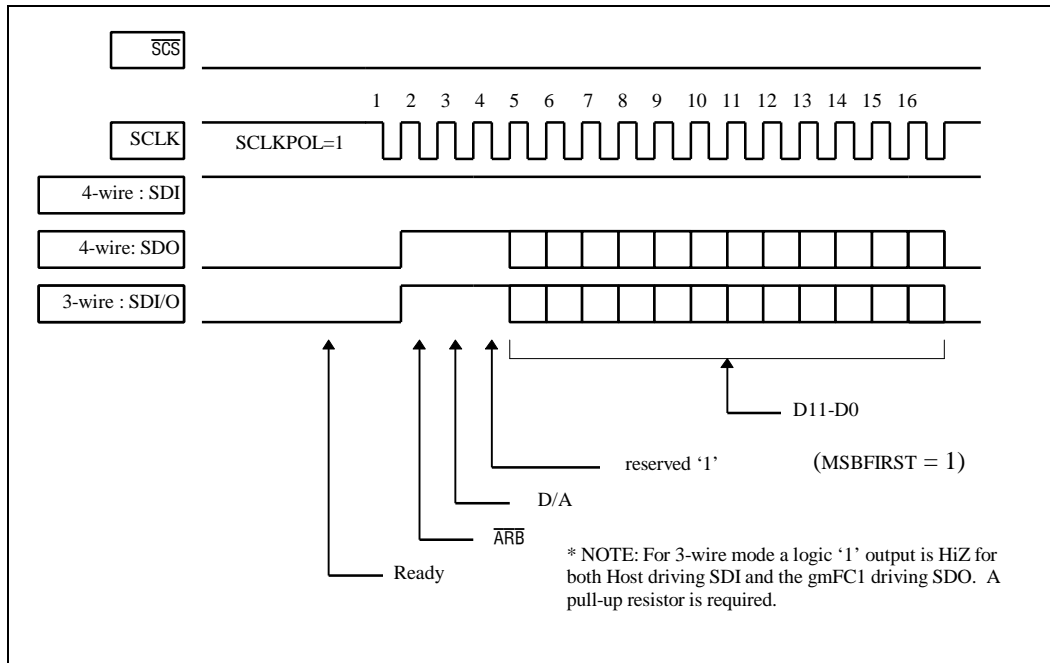 S̅C̅S̅
1 2 3 4 5 6 7 8 9 10 11 12 13 14 15 16
SCLK SCLKPOL=1
4-wire : SDI
4-wire: SDO
3-wire : SDI/O
D11-D0
reserved ‘1’ (MSBFIRST = 1)
D/A
A̅R̅B̅
Ready
* NOTE: For 3-wire mode a logic ‘1’ output is HiZ for
both Host driving SDI and the gmFC1 driving SDO. A
pull-up resistor is required.